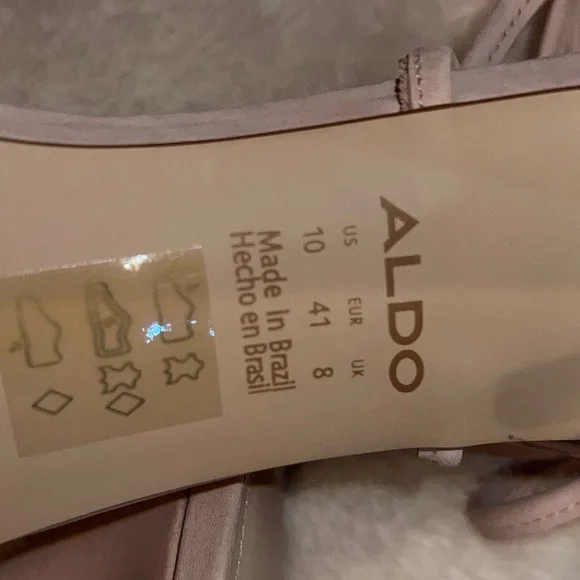 ALDO
US EUR UK
10 41 8
Made In Brazil
Hecho en Brasil